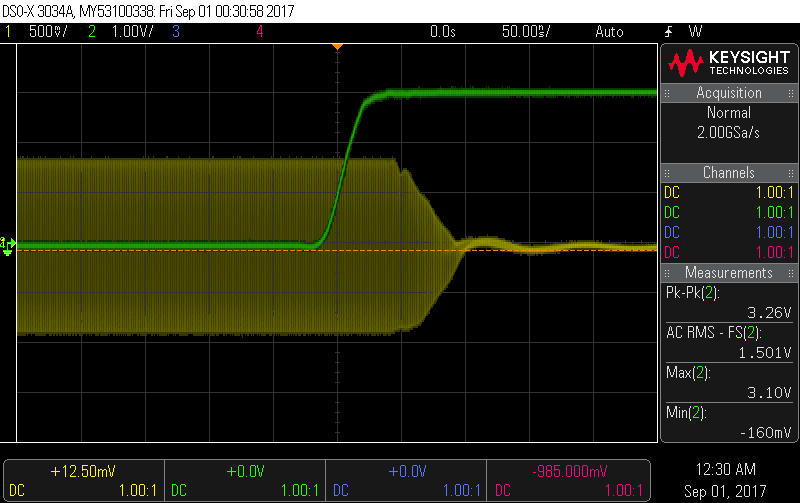 DSO-X 3034A, MY53100338: Fri Sep 01 00:30:58 2017
1 500mV/ 2 1.00V/ 3 4 0.0s 50.00ms/ Auto W
KEYSIGHT
TECHNOLOGIES
Acquisition
Normal
2.00GSa/s
Channels
DC 1.00:1
DC 1.00:1
DC 1.00:1
DC 1.00:1
Measurements
Pk-Pk(2):
3.26V
AC RMS - FS(2):
1.501V
Max(2):
3.10V
Min(2):
-160mV
+12.50mV +0.0V +0.0V -985.000mV
DC 1.00:1 DC 1.00:1 DC 1.00:1 DC 1.00:1
12:30 AM
Sep 01, 2017